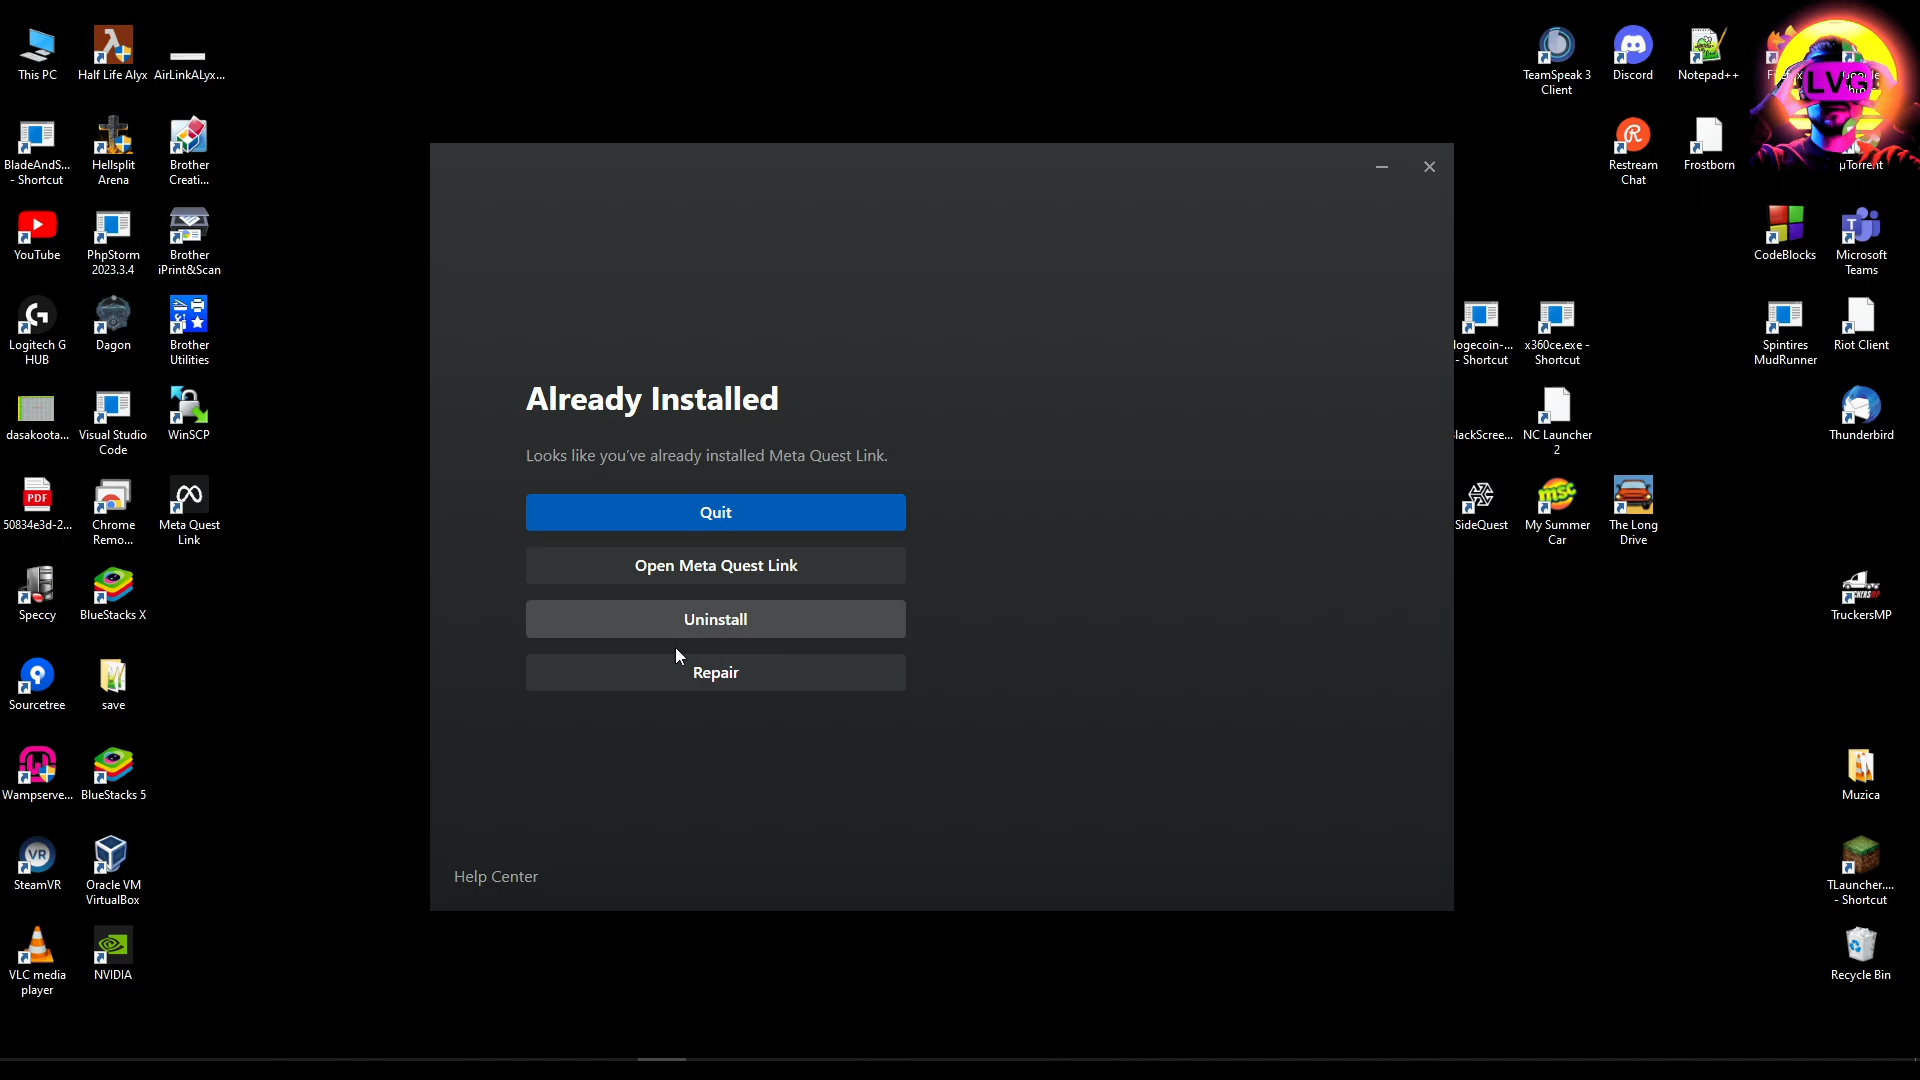 This PC
Half Life Alyx
AirLinkALyx...
BladeAndS...
- Shortcut
Hellsplit
Arena
Brother
Creati...
YouTube
PhpStorm
2023.3.4
Brother
iPrint&Scan
Logitech G
HUB
Dagon
Brother
Utilities
dasakoota...
Visual Studio
Code
WinSCP
PDF
50834e3d-2...
Chrome
Remo...
Meta Quest
Link
Speccy
BlueStacks X
Sourcetree
save
Wampserve...
BlueStacks 5
VR
SteamVR
Oracle VM
VirtualBox
VLC media
player
NVIDIA
Already Installed
Looks like you've already installed Meta Quest Link.
Quit
Open Meta Quest Link
Uninstall
Repair
Help Center
TeamSpeak 3
Client
Discord
Notepad++
LVG
Restream
Chat
Frostborn
µTorrent
CodeBlocks
Microsoft
Teams
logecoin-...
- Shortcut
x360ce.exe -
Shortcut
Spintires
MudRunner
Riot Client
lackScree...
NC Launcher
2
Thunderbird
SideQuest
msc
My Summer
Car
The Long
Drive
TruckersMP
Muzica
TLauncher....
- Shortcut
Recycle Bin